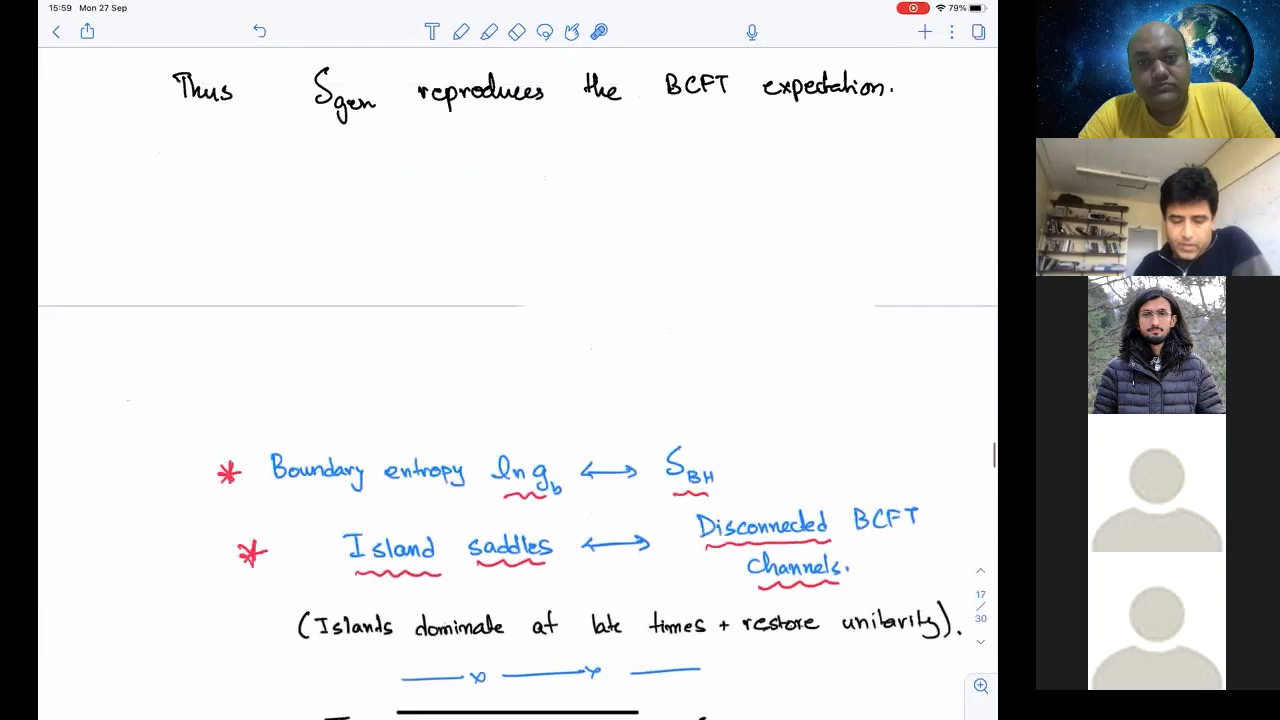 15:59 Mon 27 Sep
79%
Thus S_gen reproduces the BCFT expectation.
* Boundary entropy ln g_b ↔ S_BH
* Island saddles ↔ Disconnected BCFT
channels.
(Islands dominate at late times + restore unitarity).
17
/
30